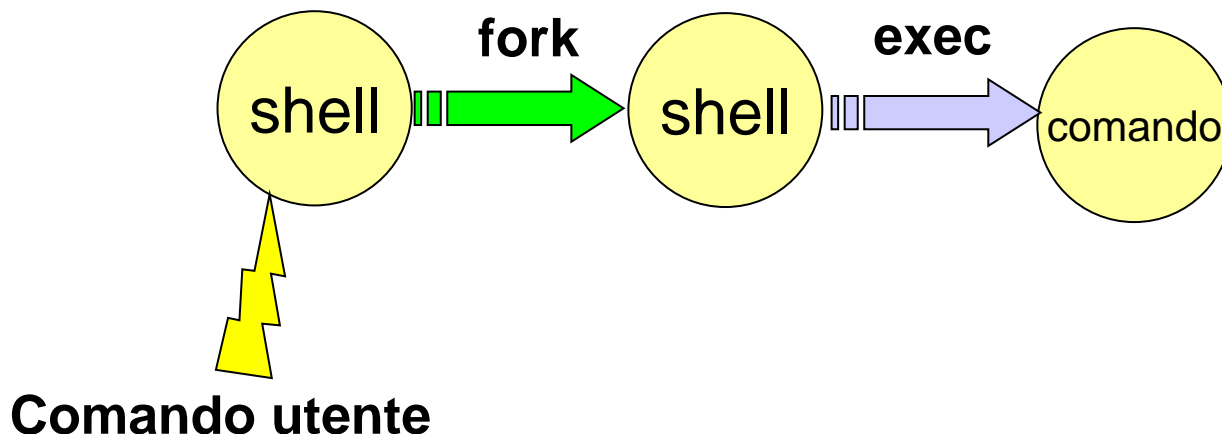 fork
exec
shell
shell
comando
Comando utente